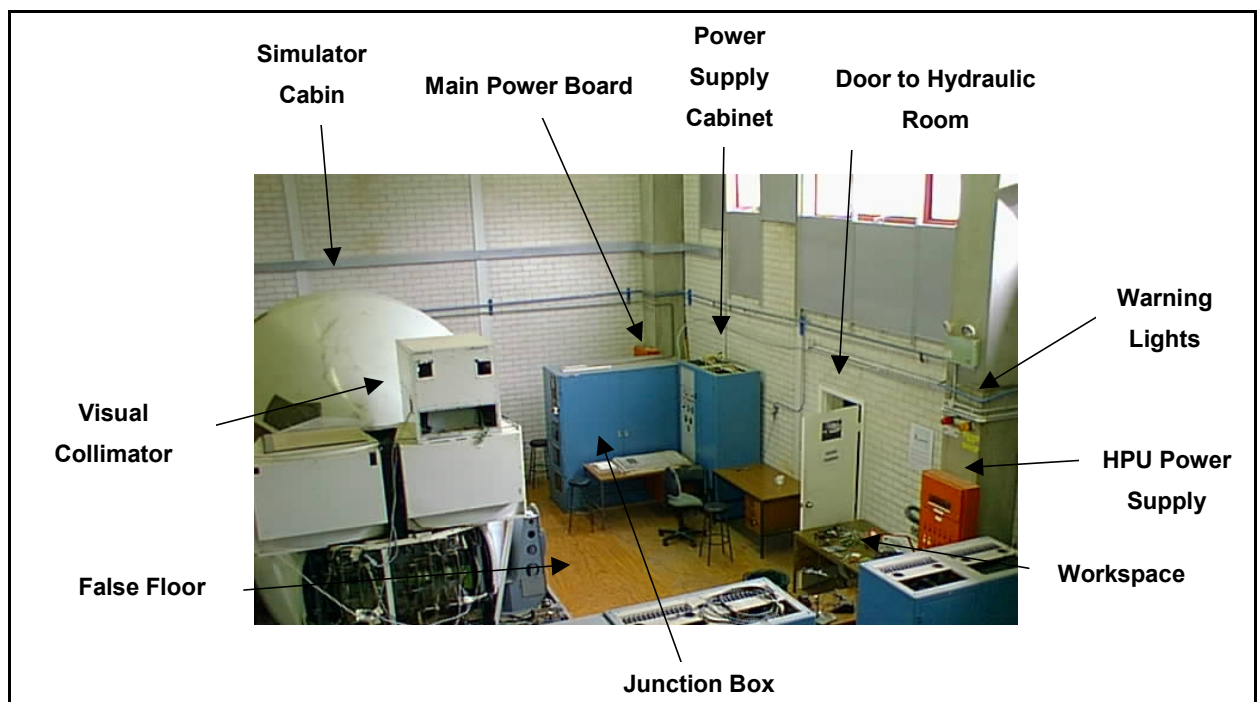 Simulator
Cabin
Main Power Board
Power
Supply
Cabinet
Door to Hydraulic
Room
Warning
Lights
Visual
Collimator
HPU Power
Supply
False Floor
Workspace
Junction Box